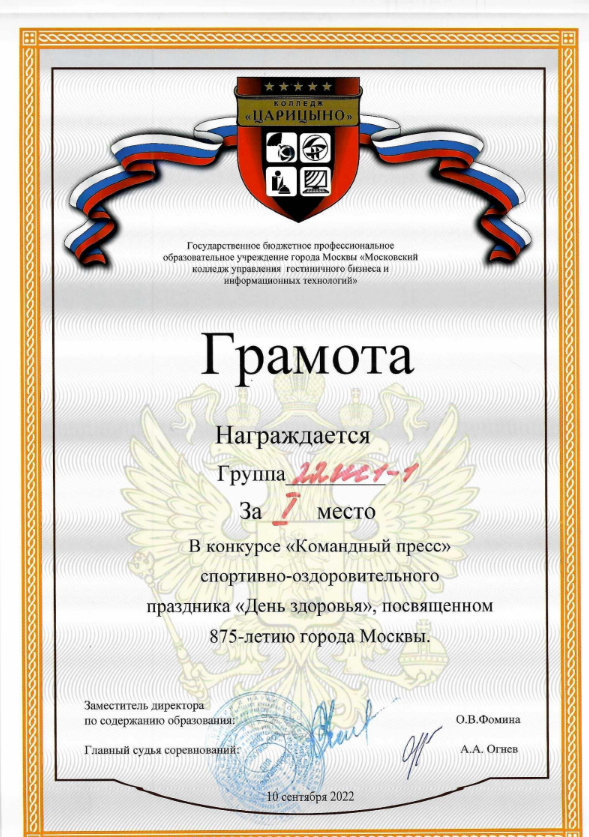 КОЛЛЕДЖ
«ЦАРИЦЫНО»
Государственное бюджетное профессиональное
образовательное учреждение города Москвы «Московский
колледж управления гостиничного бизнеса и
информационных технологий»
Грамота
Награждается
Группа
За I место
В конкурсе «Командный пресс»
спортивно-оздоровительного
праздника «День здоровья», посвященном
875-летию города Москвы.
Заместитель директора
по содержанию образования: О.В.Фомина
Главный судья соревнований: А.А. Огнев
10 сентября 2022